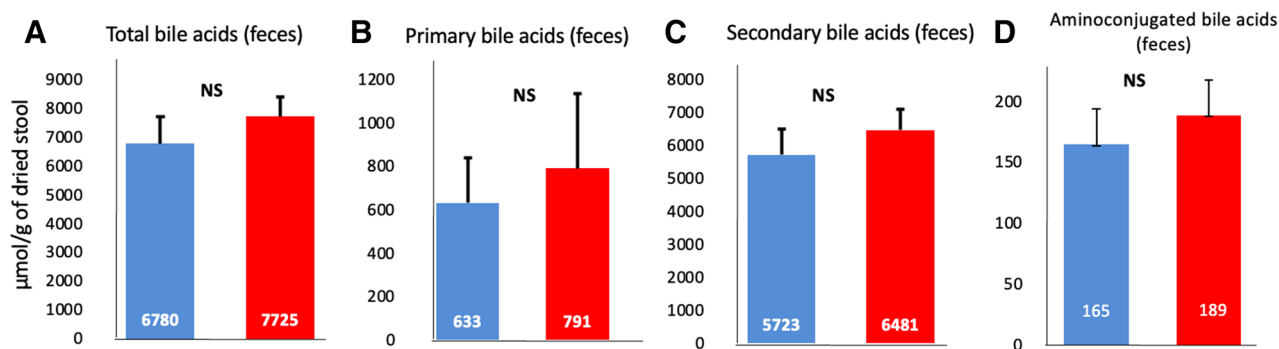 A
Total bile acids (feces)
μmol/g of dried stool
9000
8000
7000
6000
5000
4000
3000
2000
1000
0
NS
6780
7725
B
Primary bile acids (feces)
1200
1000
800
600
400
200
0
NS
633
791
C
Secondary bile acids (feces)
8000
7000
6000
5000
4000
3000
2000
1000
0
NS
5723
6481
D
Aminoconjugated bile acids
(feces)
200
150
100
50
0
NS
165
189